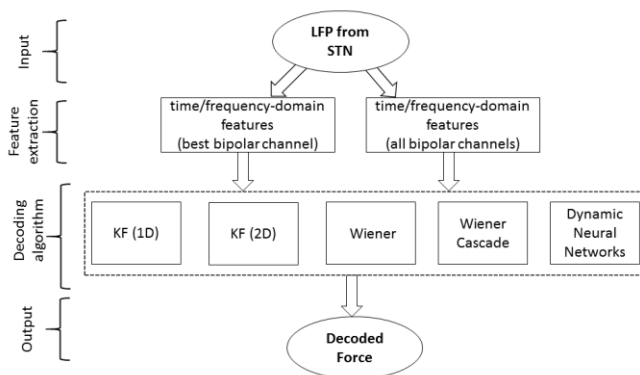 Input
LFP from
STN
Feature
extraction
time/frequency-domain
features
(best bipolar channel)
time/frequency-domain
features
(all bipolar channels)
Decoding
algorithm
KF (1D)
KF (2D)
Wiener
Wiener
Cascade
Dynamic
Neural
Networks
Output
Decoded
Force